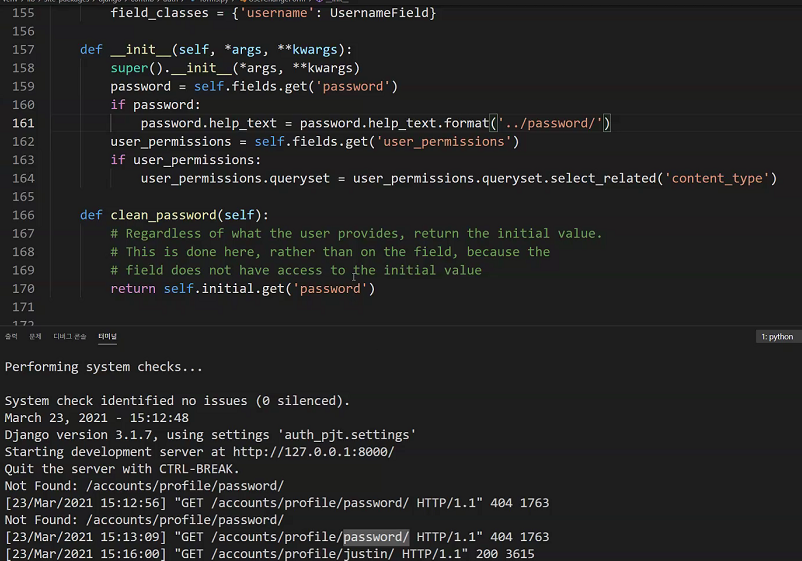 155 field_classes = {'username': UsernameField}
156
157 def __init__(self, *args, **kwargs):
158 super().__init__(*args, **kwargs)
159 password = self.fields.get('password')
160 if password:
161 password.help_text = password.help_text.format('../password/')
162 user_permissions = self.fields.get('user_permissions')
163 if user_permissions:
164 user_permissions.queryset = user_permissions.queryset.select_related('content_type')
165
166 def clean_password(self):
167 # Regardless of what the user provides, return the initial value.
168 # This is done here, rather than on the field, because the
169 # field does not have access to the initial value
170 return self.initial.get('password')
171
172
출력 문제 디버그 콘솔 터미널 1: python
Performing system checks...
System check identified no issues (0 silenced).
March 23, 2021 - 15:12:48
Django version 3.1.7, using settings 'auth_pjt.settings'
Starting development server at http://127.0.0.1:8000/
Quit the server with CTRL-BREAK.
Not Found: /accounts/profile/password/
[23/Mar/2021 15:12:56] "GET /accounts/profile/password/ HTTP/1.1" 404 1763
Not Found: /accounts/profile/password/
[23/Mar/2021 15:13:09] "GET /accounts/profile/password/ HTTP/1.1" 404 1763
[23/Mar/2021 15:16:00] "GET /accounts/profile/justin/ HTTP/1.1" 200 3615